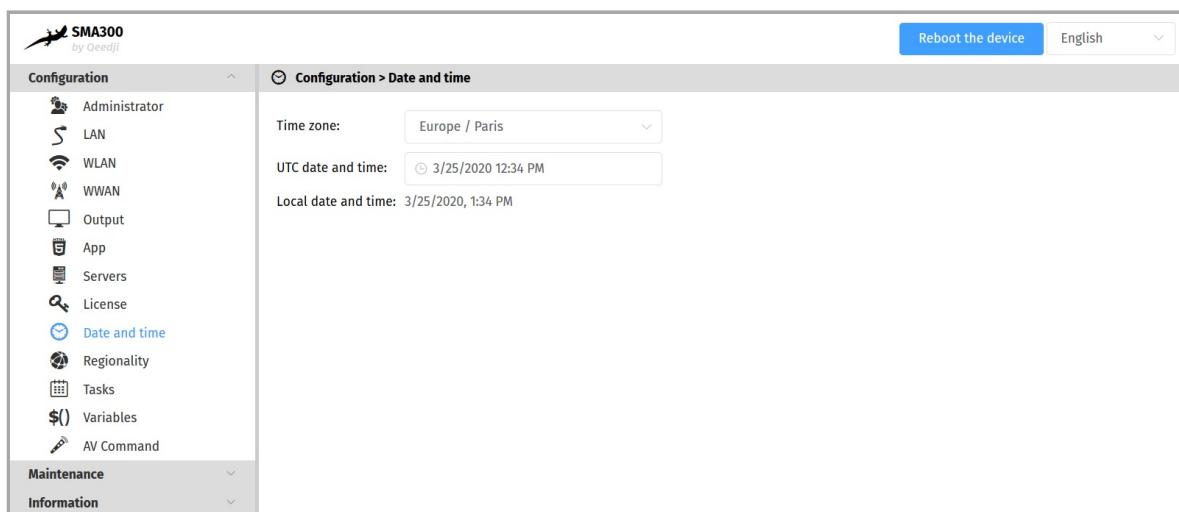 SMA300
by Qeedji
Reboot the device
English
Configuration
Administrator
LAN
WLAN
WWAN
Output
App
Servers
License
Date and time
Regionality
Tasks
$() Variables
AV Command
Maintenance
Information
Configuration > Date and time
Time zone: Europe / Paris
UTC date and time: 3/25/2020 12:34 PM
Local date and time: 3/25/2020, 1:34 PM